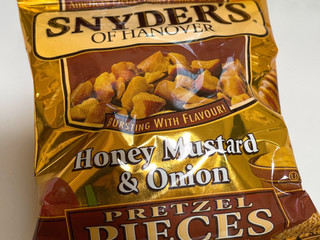 SNYDER'S
OF HANOVER
BURSTING WITH FLAVOUR!
Honey Mustard
& Onion
PRETZEL
PIECES